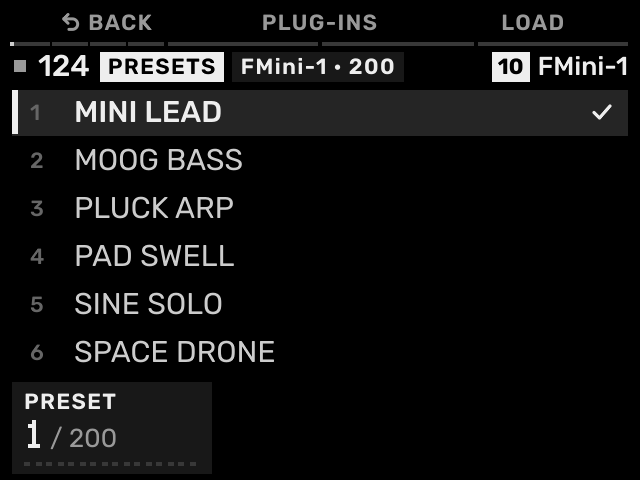 BACK PLUG-INS LOAD
124 PRESETS FMini-1 • 200 10 FMini-1
1 MINI LEAD
2 MOOG BASS
3 PLUCK ARP
4 PAD SWELL
5 SINE SOLO
6 SPACE DRONE
PRESET
1 / 200